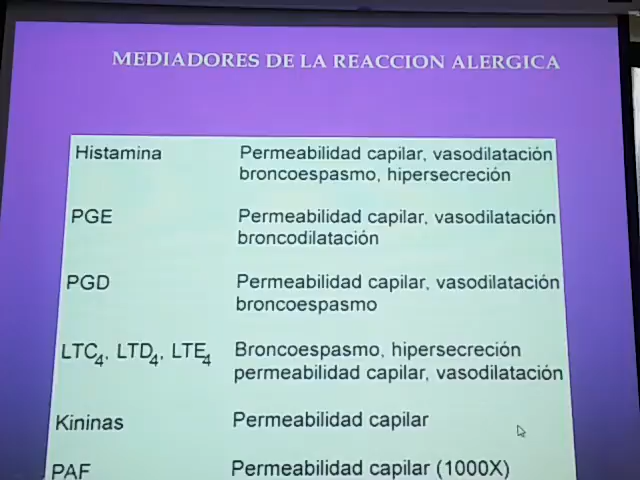 MEDIADORES DE LA REACCION ALERGICA
Histamina Permeabilidad capilar, vasodilatación
broncoespasmo, hipersecreción
PGE Permeabilidad capilar, vasodilatación
broncodilatación
PGD Permeabilidad capilar, vasodilatación
broncoespasmo
LTC4, LTD4, LTE4 Broncoespasmo, hipersecreción
permeabilidad capilar, vasodilatación
Kininas Permeabilidad capilar
PAF Permeabilidad capilar (1000X)